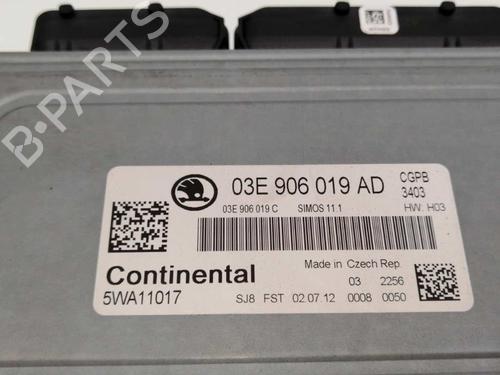 B-PARTS
03E 906 019 AD
CGPB
3403
03E 906 019 C
SIMOS 11.1
HW: H03
Continental
5WA11017
Made in Czech Rep.
03 2256
SJ8 FST 02.07.12 0008 0050